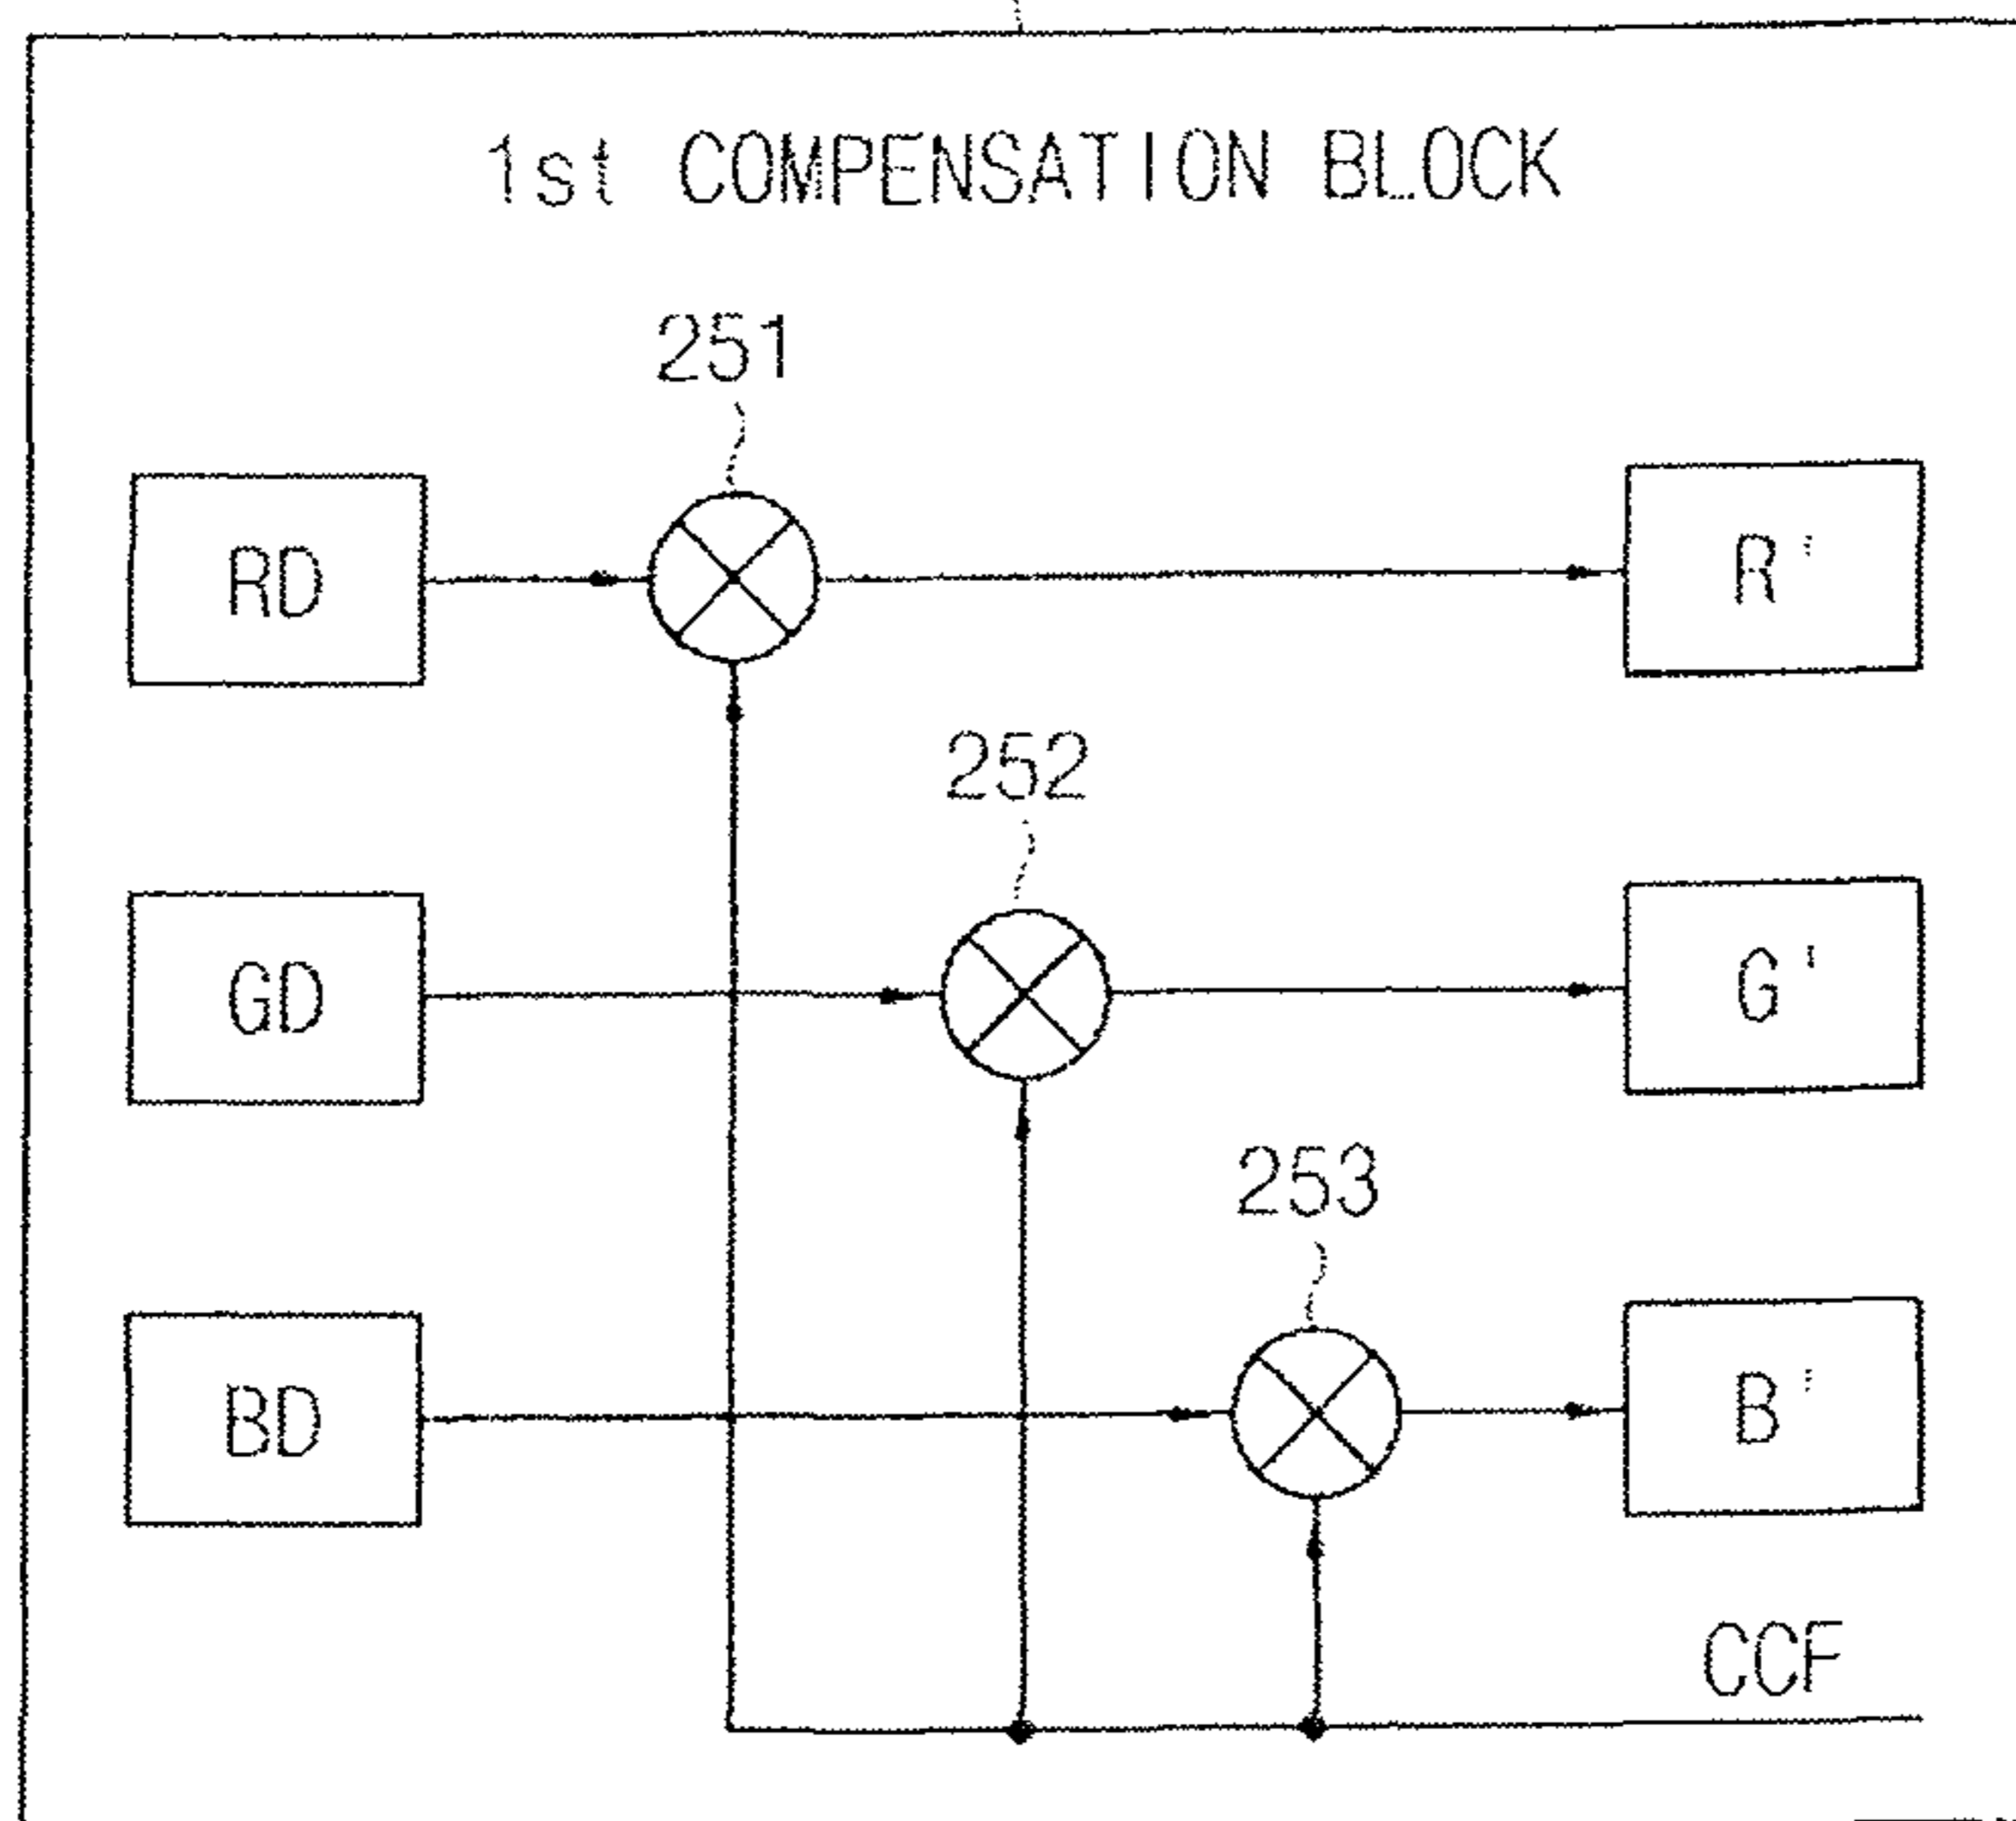 1st COMPENSATION BLOCK
251
RD
R'
252
GD
G'
253
BD
B'
CCF